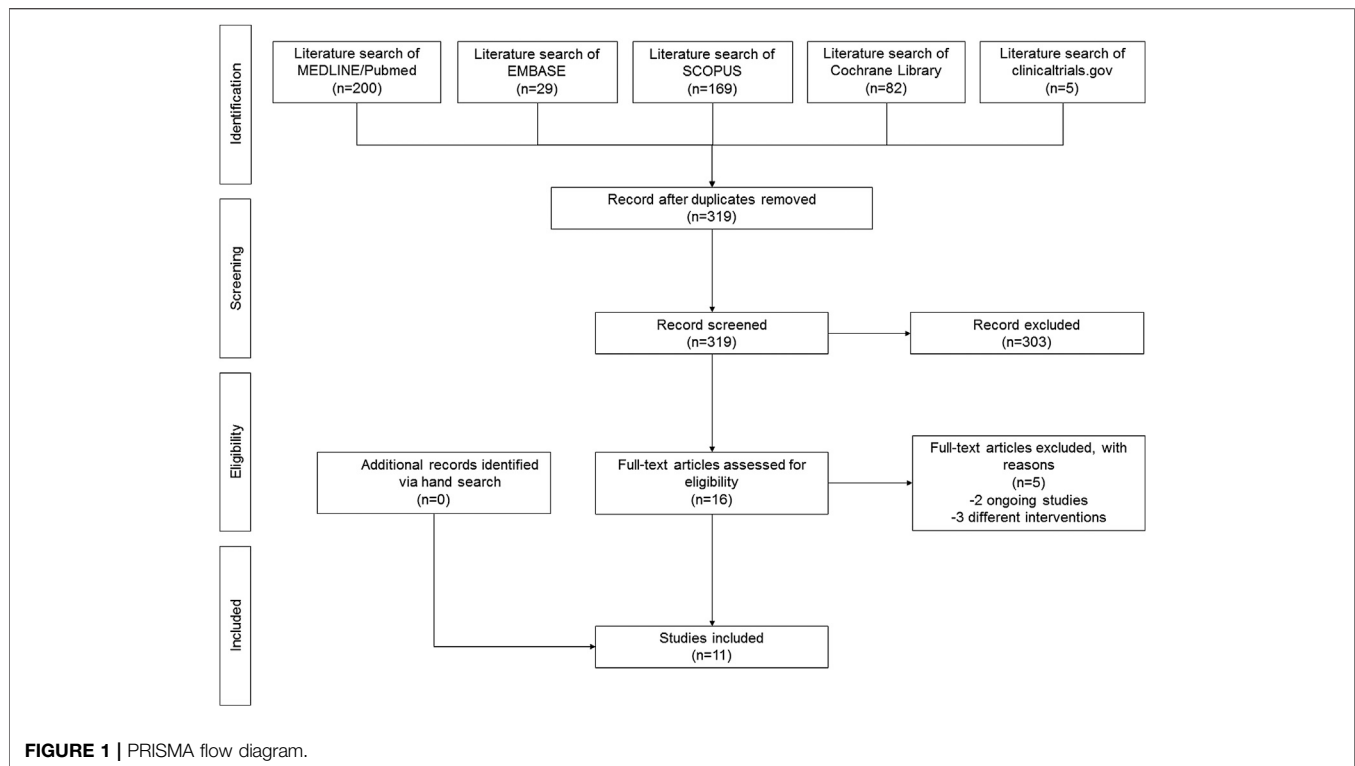 Identification
Literature search of
MEDLINE/Pubmed
(n=200)
Literature search of
EMBASE
(n=29)
Literature search of
SCOPUS
(n=169)
Literature search of
Cochrane Library
(n=82)
Literature search of
clinicaltrials.gov
(n=5)
Screening
Record after duplicates removed
(n=319)
Record screened
(n=319)
Record excluded
(n=303)
Eligibility
Additional records identified
via hand search
(n=0)
Full-text articles assessed for
eligibility
(n=16)
Full-text articles excluded, with
reasons
(n=5)
-2 ongoing studies
-3 different interventions
Included
Studies included
(n=11)
FIGURE 1 | PRISMA flow diagram.